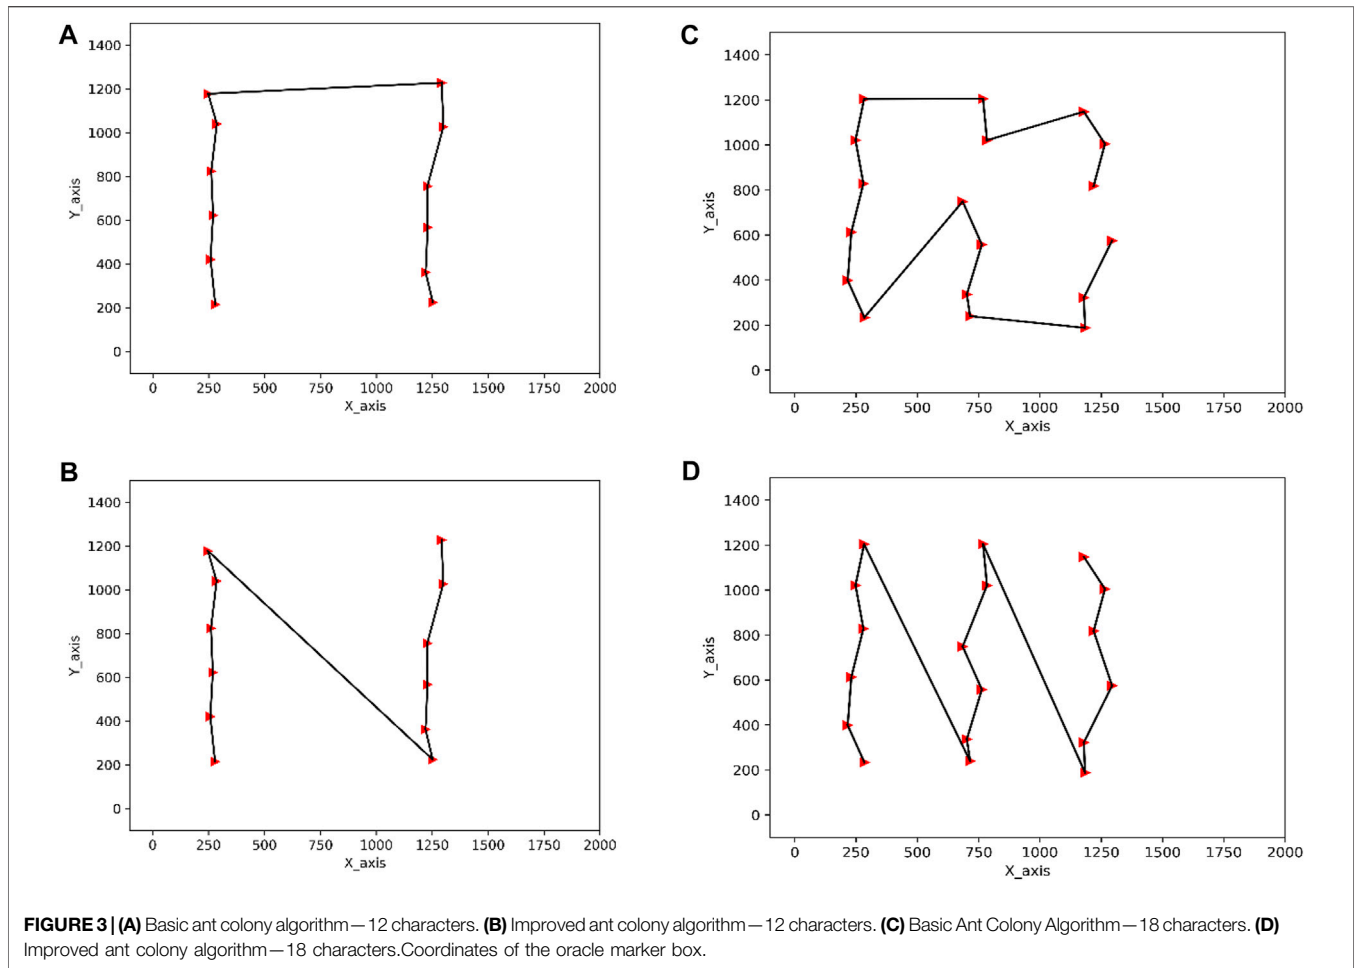 A
1400
1200
1000
800
600
400
200
0
Y_axis
0 250 500 750 1000 1250 1500 1750 2000
X_axis
C
1400
1200
1000
800
600
400
200
0
Y_axis
0 250 500 750 1000 1250 1500 1750 2000
X_axis
B
1400
1200
1000
800
600
400
200
0
Y_axis
0 250 500 750 1000 1250 1500 1750 2000
X_axis
D
1400
1200
1000
800
600
400
200
0
Y_axis
0 250 500 750 1000 1250 1500 1750 2000
X_axis
FIGURE 3 | (A) Basic ant colony algorithm—12 characters. (B) Improved ant colony algorithm—12 characters. (C) Basic Ant Colony Algorithm—18 characters. (D)
Improved ant colony algorithm—18 characters.Coordinates of the oracle marker box.